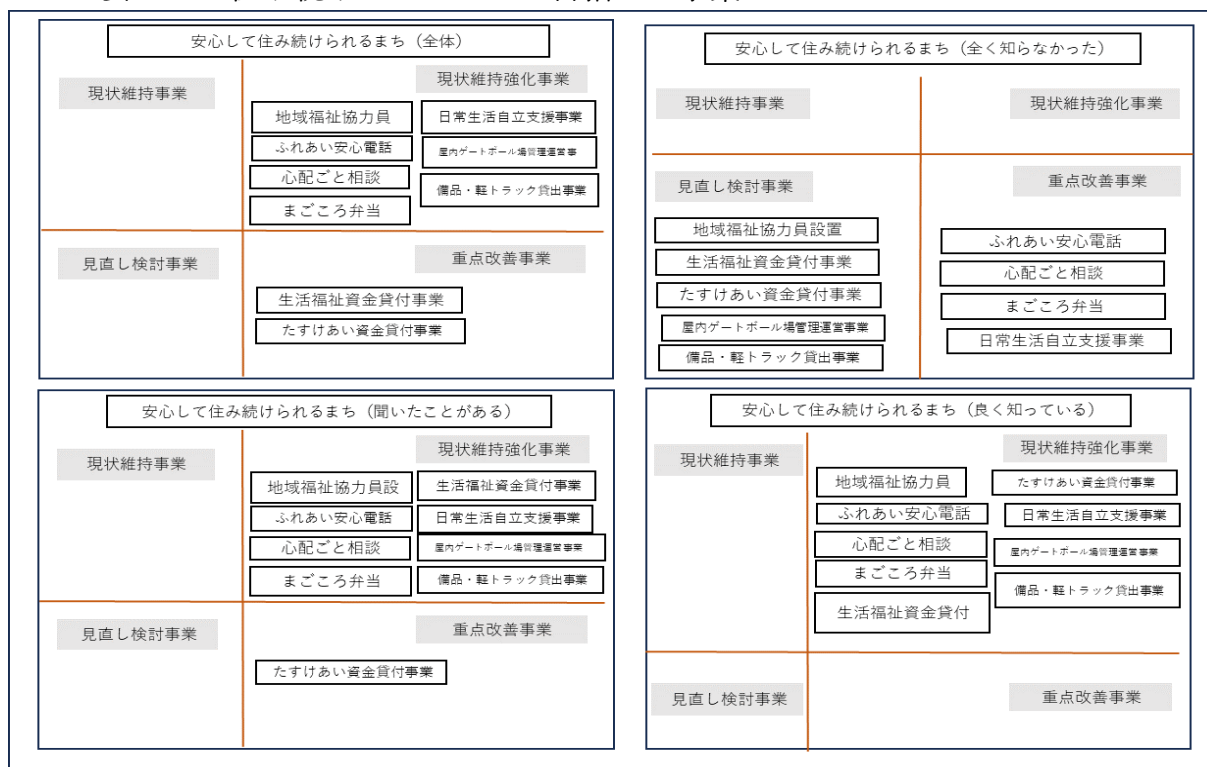 安心して住み続けられるまち（全体）
現状維持事業
現状維持強化事業
地域福祉協力員
日常生活自立支援事業
ふれあい安心電話
屋内ゲートボール場管理運営事
心配ごと相談
備品・軽トラック貸出事業
まごころ弁当
見直し検討事業
重点改善事業
生活福祉資金貸付事業
たすけあい資金貸付事業
安心して住み続けられるまち（全く知らなかった）
現状維持事業
現状維持強化事業
見直し検討事業
重点改善事業
地域福祉協力員設置
生活福祉資金貸付事業
たすけあい資金貸付事業
屋内ゲートボール場管理運営事業
備品・軽トラック貸出事業
ふれあい安心電話
心配ごと相談
まごころ弁当
日常生活自立支援事業
安心して住み続けられるまち（聞いたことがある）
現状維持事業
現状維持強化事業
地域福祉協力員設
生活福祉資金貸付事業
ふれあい安心電話
日常生活自立支援事業
心配ごと相談
屋内ゲートボール場管理運営事業
まごころ弁当
備品・軽トラック貸出事業
見直し検討事業
重点改善事業
たすけあい資金貸付事業
安心して住み続けられるまち（良く知っている）
現状維持事業
現状維持強化事業
地域福祉協力員
たすけあい資金貸付事業
ふれあい安心電話
日常生活自立支援事業
心配ごと相談
屋内ゲートボール場管理運営事業
まごころ弁当
備品・軽トラック貸出事業
生活福祉資金貸付
見直し検討事業
重点改善事業